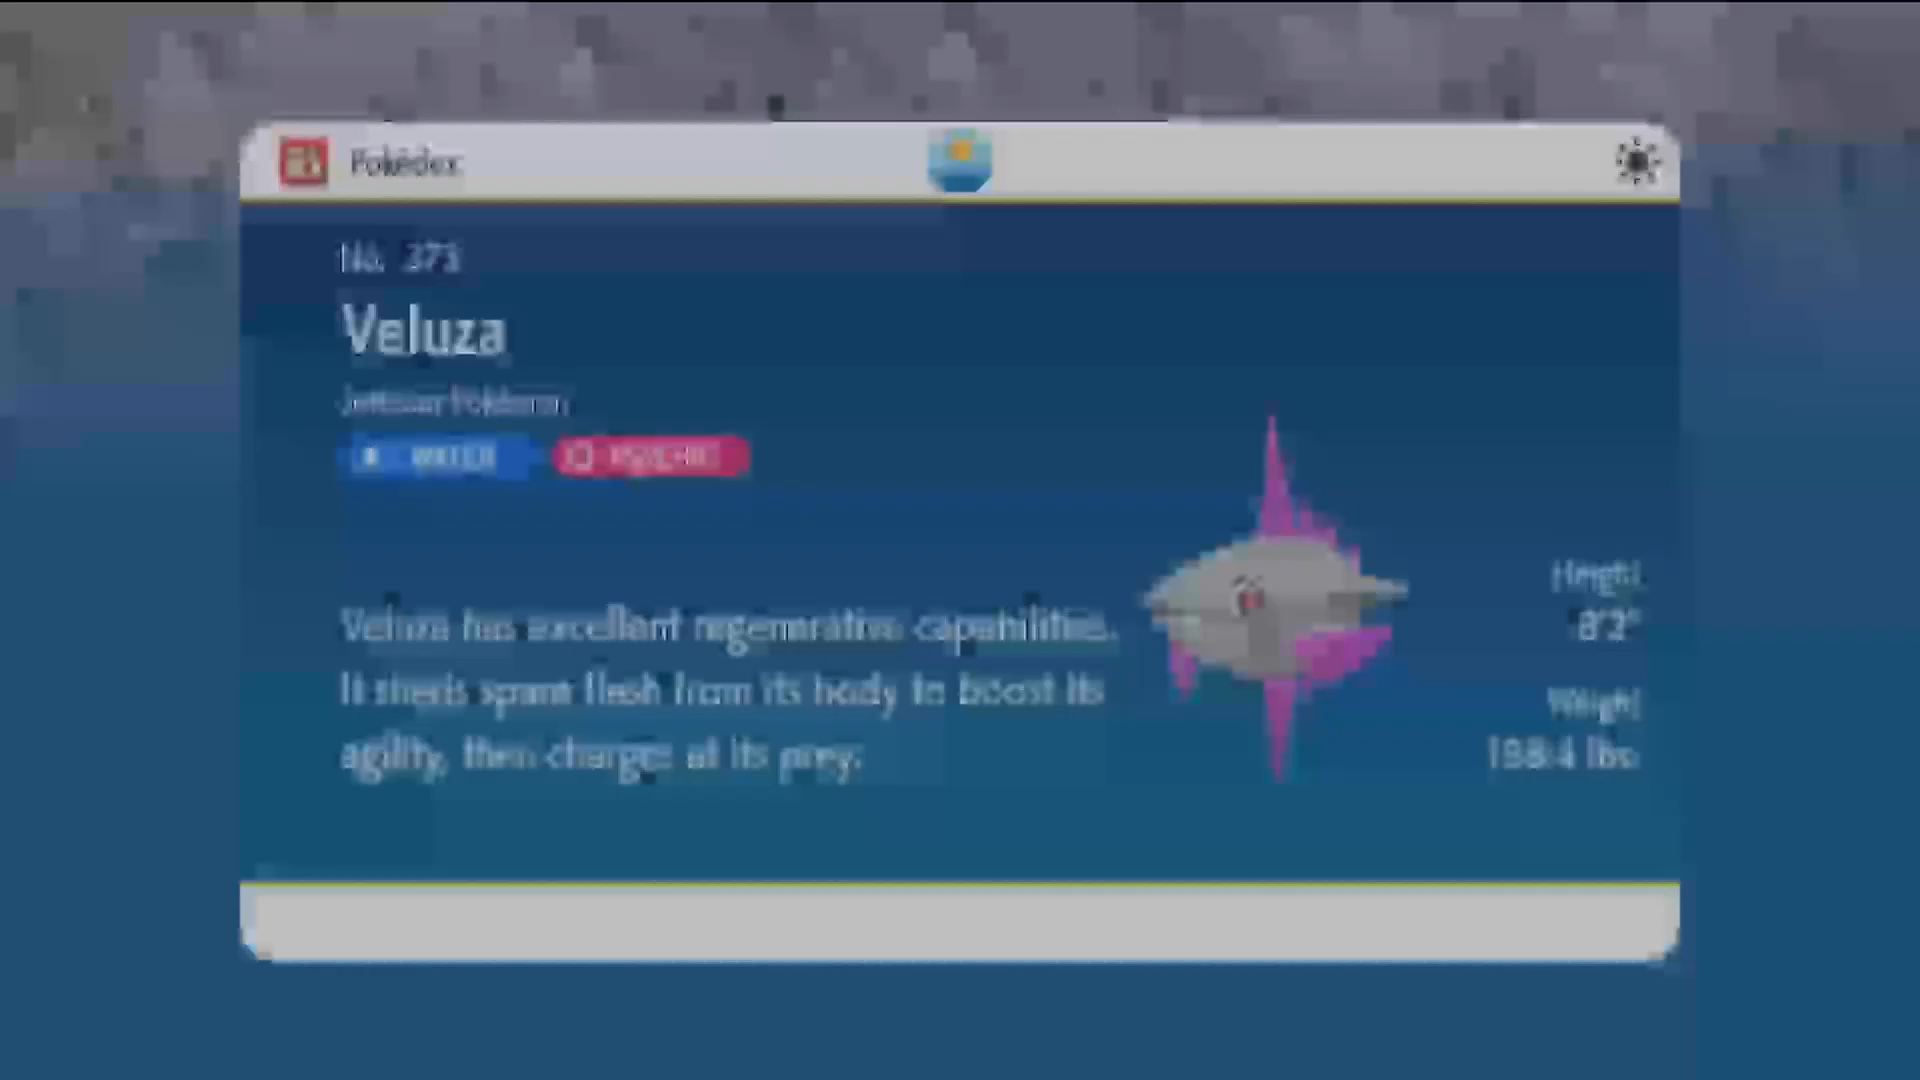 Pokédex
No. 373
Veluza
Jettison Pokémon
WATER PSYCHIC
Veluza has excellent regenerative capabilities.
It sheds spare flesh from its body to boost its
agility, then charges at its prey.
Height
8'2"
Weight
198.4 lbs.